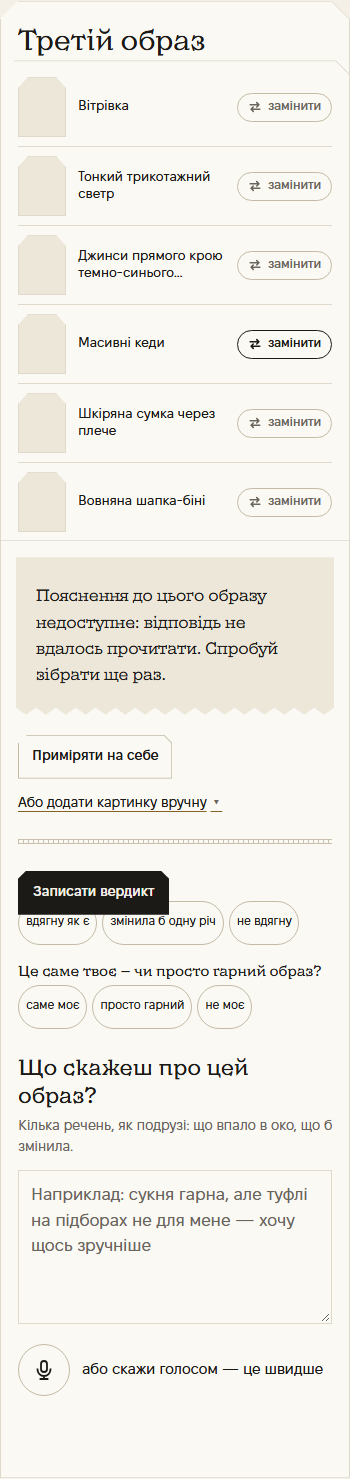 Третій образ
Вітрівка
замінити
Тонкий трикотажний
светр
замінити
Джинси прямого крою
темно-синього...
замінити
Масивні кеди
замінити
Шкіряна сумка через
плече
замінити
Вовняна шапка-біні
замінити
Пояснення до цього образу
недоступне: відповідь не
вдалось прочитати. Спробуй
зібрати ще раз.
Приміряти на себе
Або додати картинку вручну
Записати вердикт
вдягну як є
змінила б одну річ
не вдягну
Це саме твоє – чи просто гарний образ?
саме моє
просто гарний
не моє
Що скажеш про цей
образ?
Кілька речень, як подрузі: що впало в око, що б
змінила.
Наприклад: сукня гарна, але туфлі
на підборах не для мене — хочу
щось зручніше
або скажи голосом — це швидше